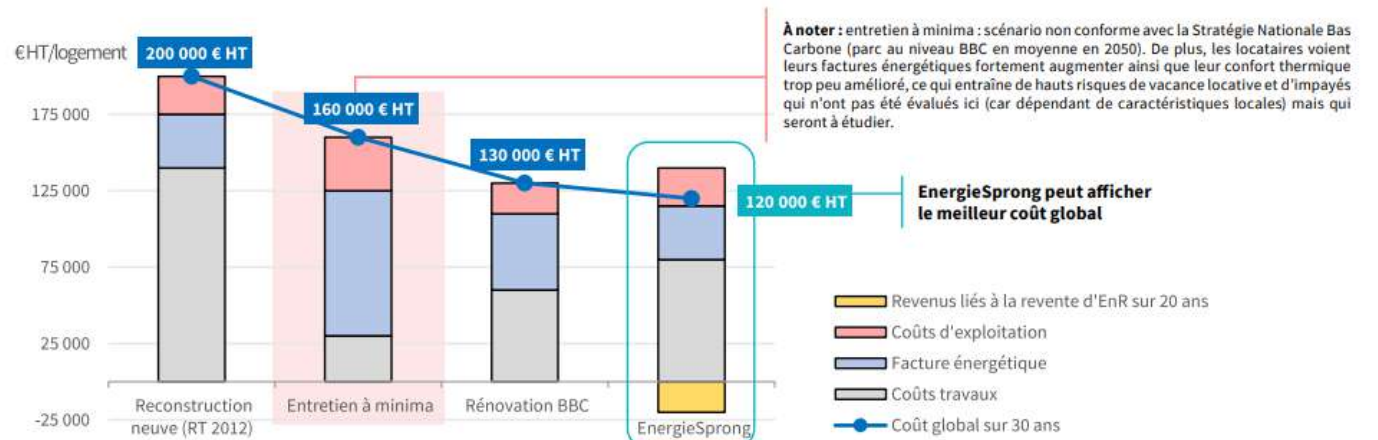 €HT/logement
200 000 € HT
160 000 € HT
130 000 € HT
120 000 € HT
175 000
125 000
75 000
25 000
-25 000
Reconstruction
neuve (RT 2012)
Entretien à minima
Rénovation BBC
EnergieSprong
À noter : entretien à minima : scénario non conforme avec la Stratégie Nationale Bas
Carbone (parc au niveau BBC en moyenne en 2050). De plus, les locataires voient
leurs factures énergétiques fortement augmenter ainsi que leur confort thermique
trop peu amélioré, ce qui entraîne de hauts risques de vacance locative et d'impayés
qui n'ont pas été évalués ici (car dépendant de caractéristiques locales) mais qui
seront à étudier.
EnergieSprong peut afficher
le meilleur coût global
Revenus liés à la revente d'EnR sur 20 ans
Coûts d'exploitation
Facture énergétique
Coûts travaux
Coût global sur 30 ans